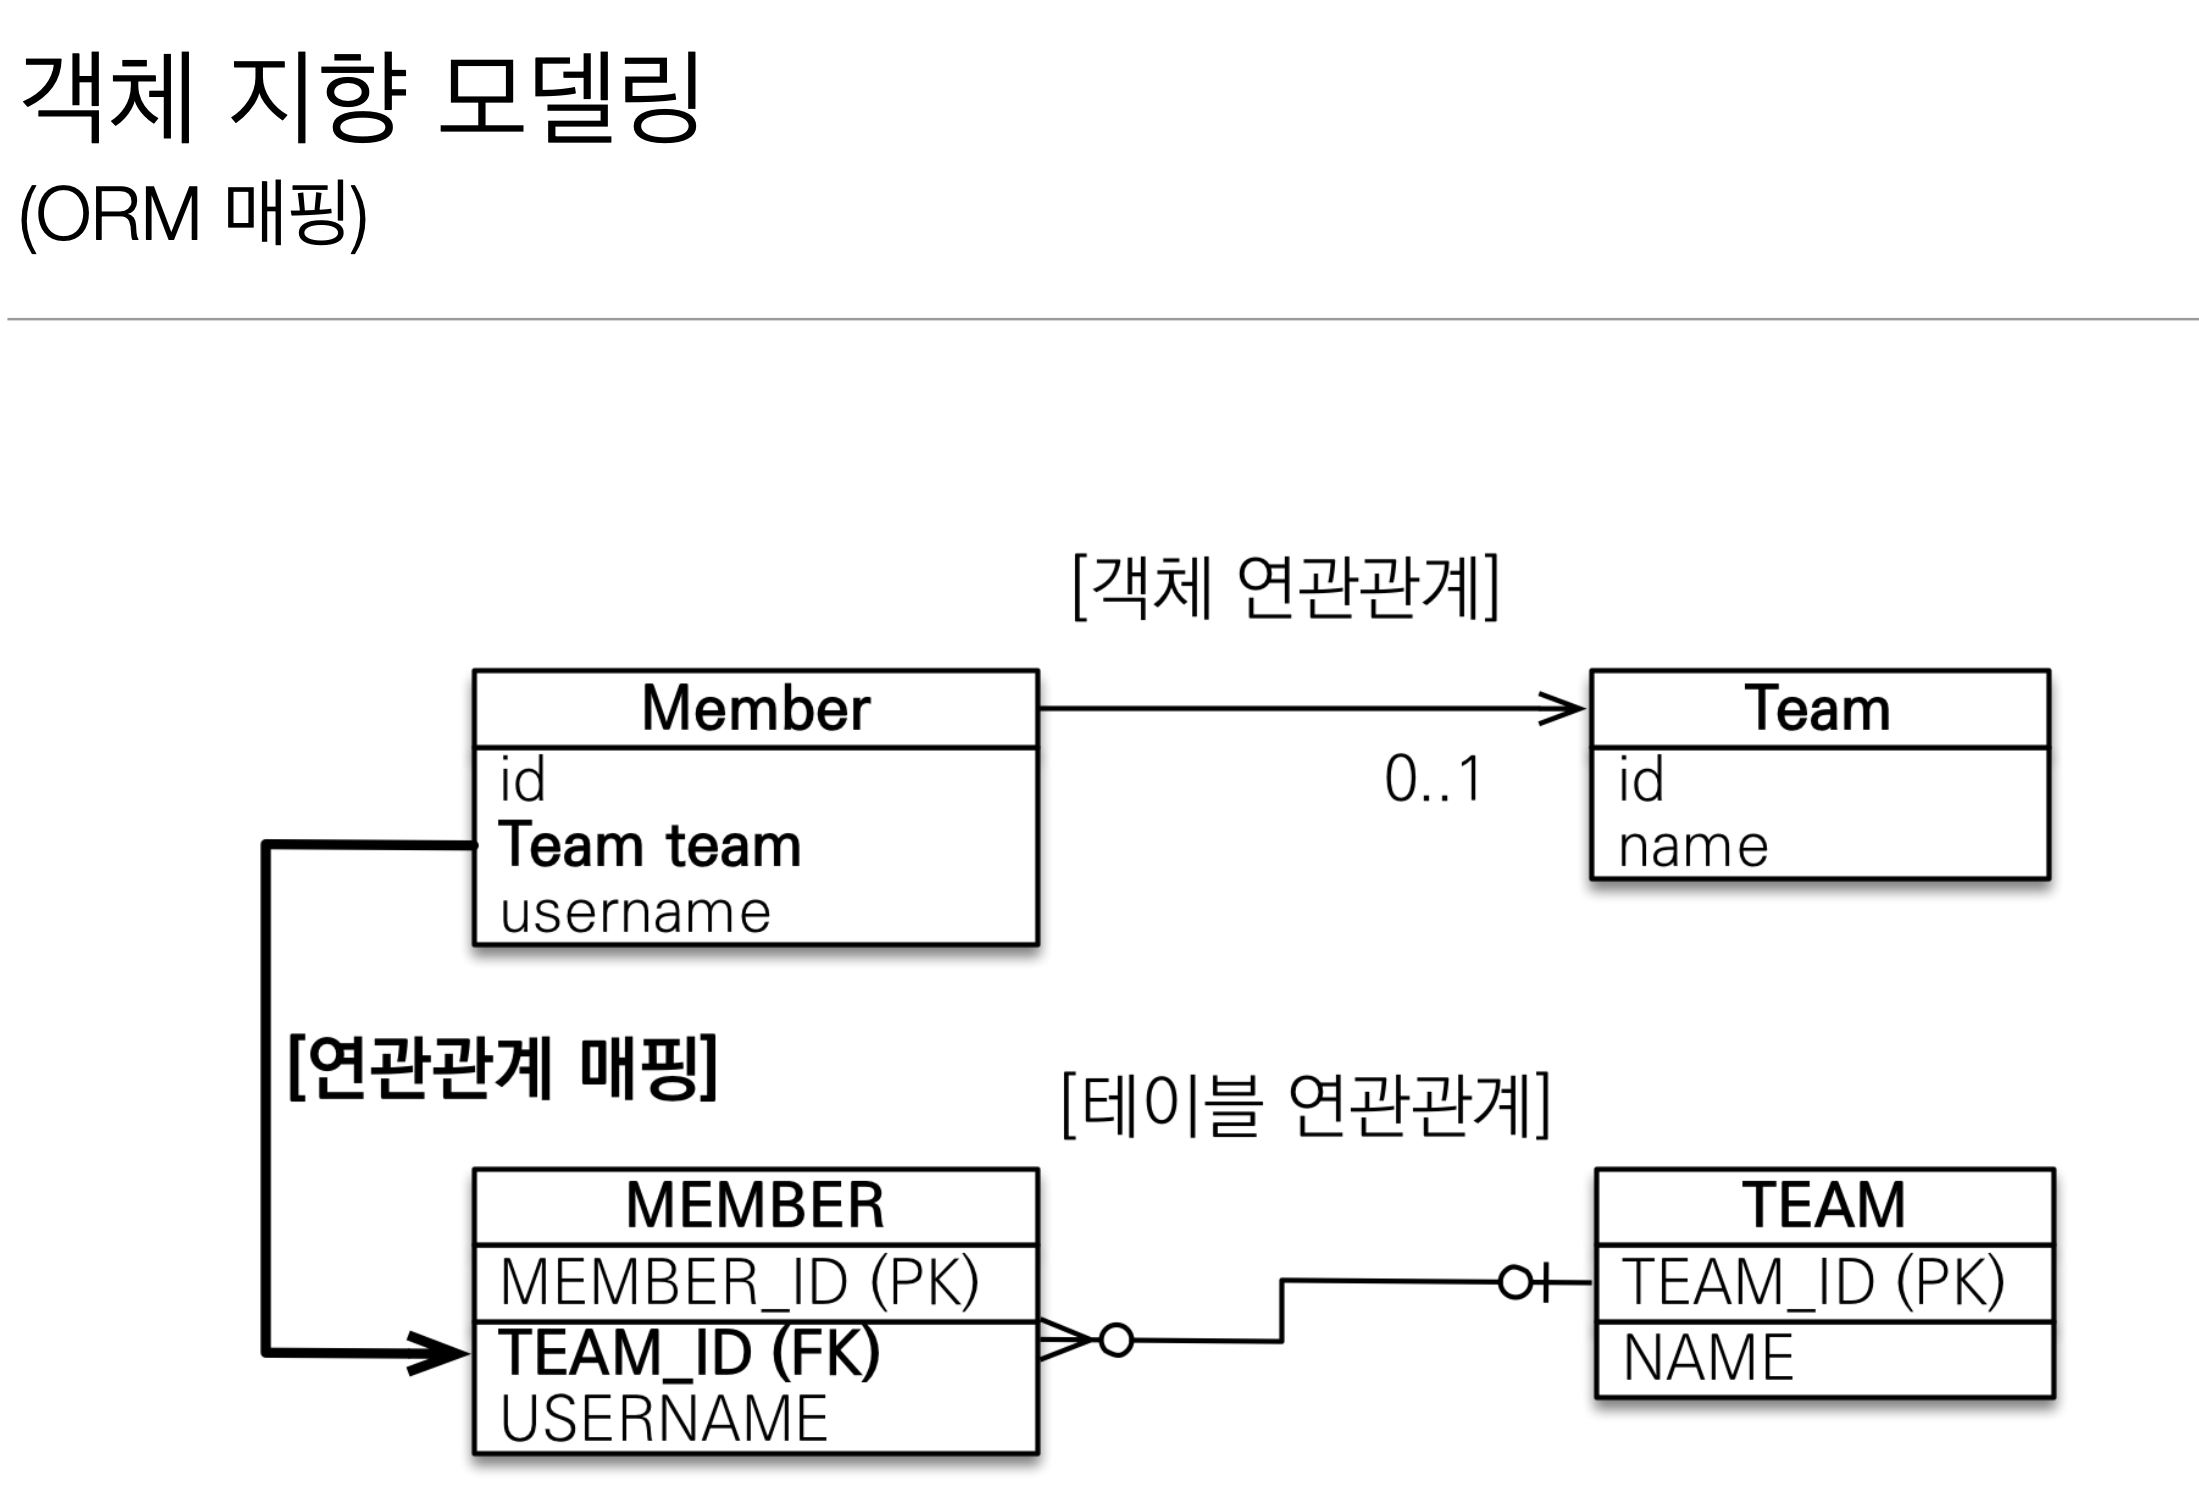 객체 지향 모델링
(ORM 매핑)
[객체 연관관계]
Member
id
Team team
username
0..1
Team
id
name
[연관관계 매핑]
[테이블 연관관계]
MEMBER
MEMBER_ID (PK)
TEAM_ID (FK)
USERNAME
TEAM
TEAM_ID (PK)
NAME